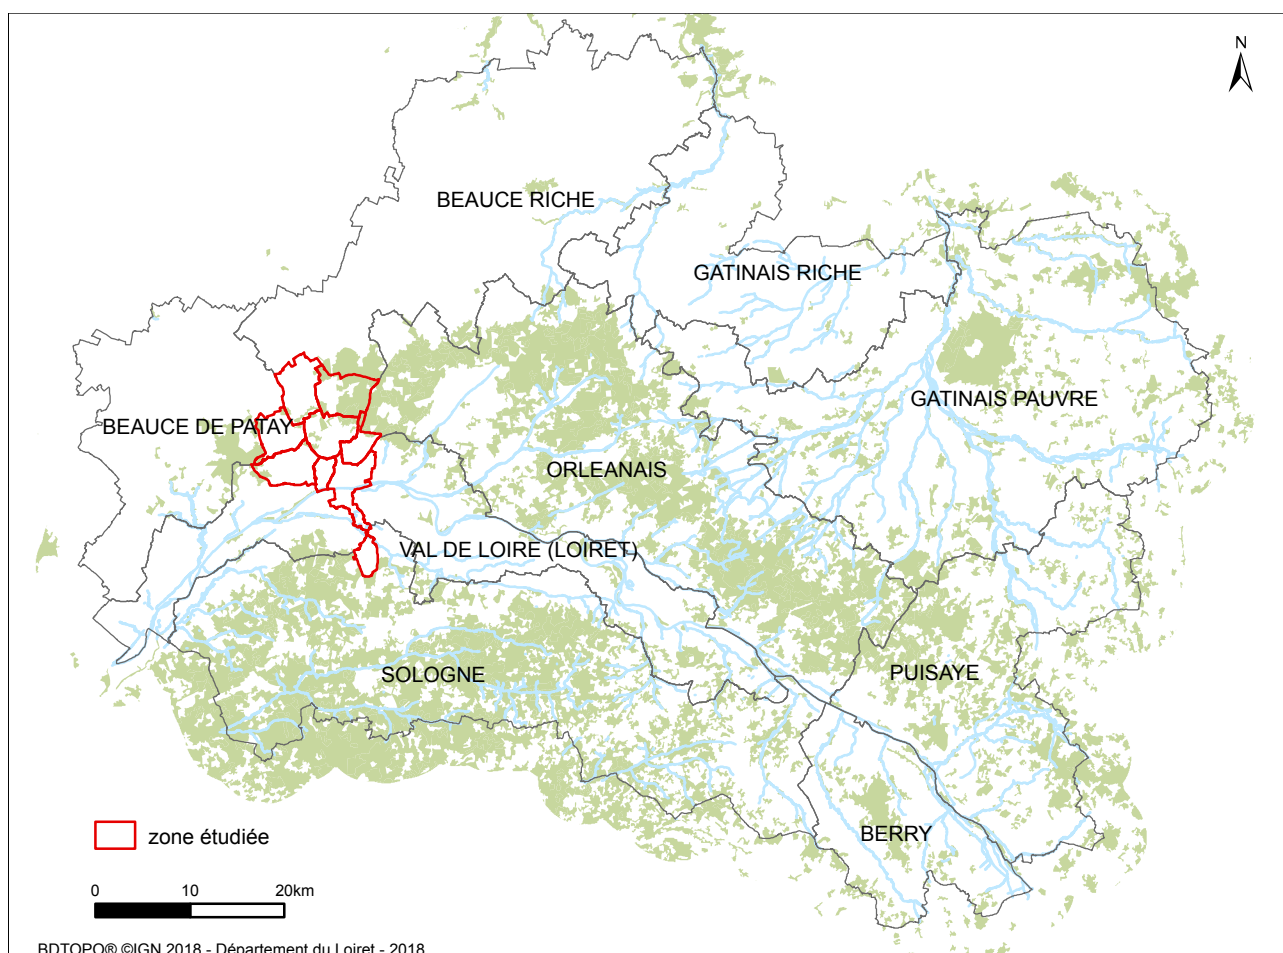 N
BEAUCE RICHE
GATINAIS RICHE
GATINAIS PAUVRE
BEAUCE DE PATAY
ORLEANAIS
VAL DE LOIRE (LOIRET)
SOLOGNE
PUISAYE
BERRY
zone étudiée
0 10 20km
BDTOPO® ©IGN 2018 - Département du Loiret - 2018